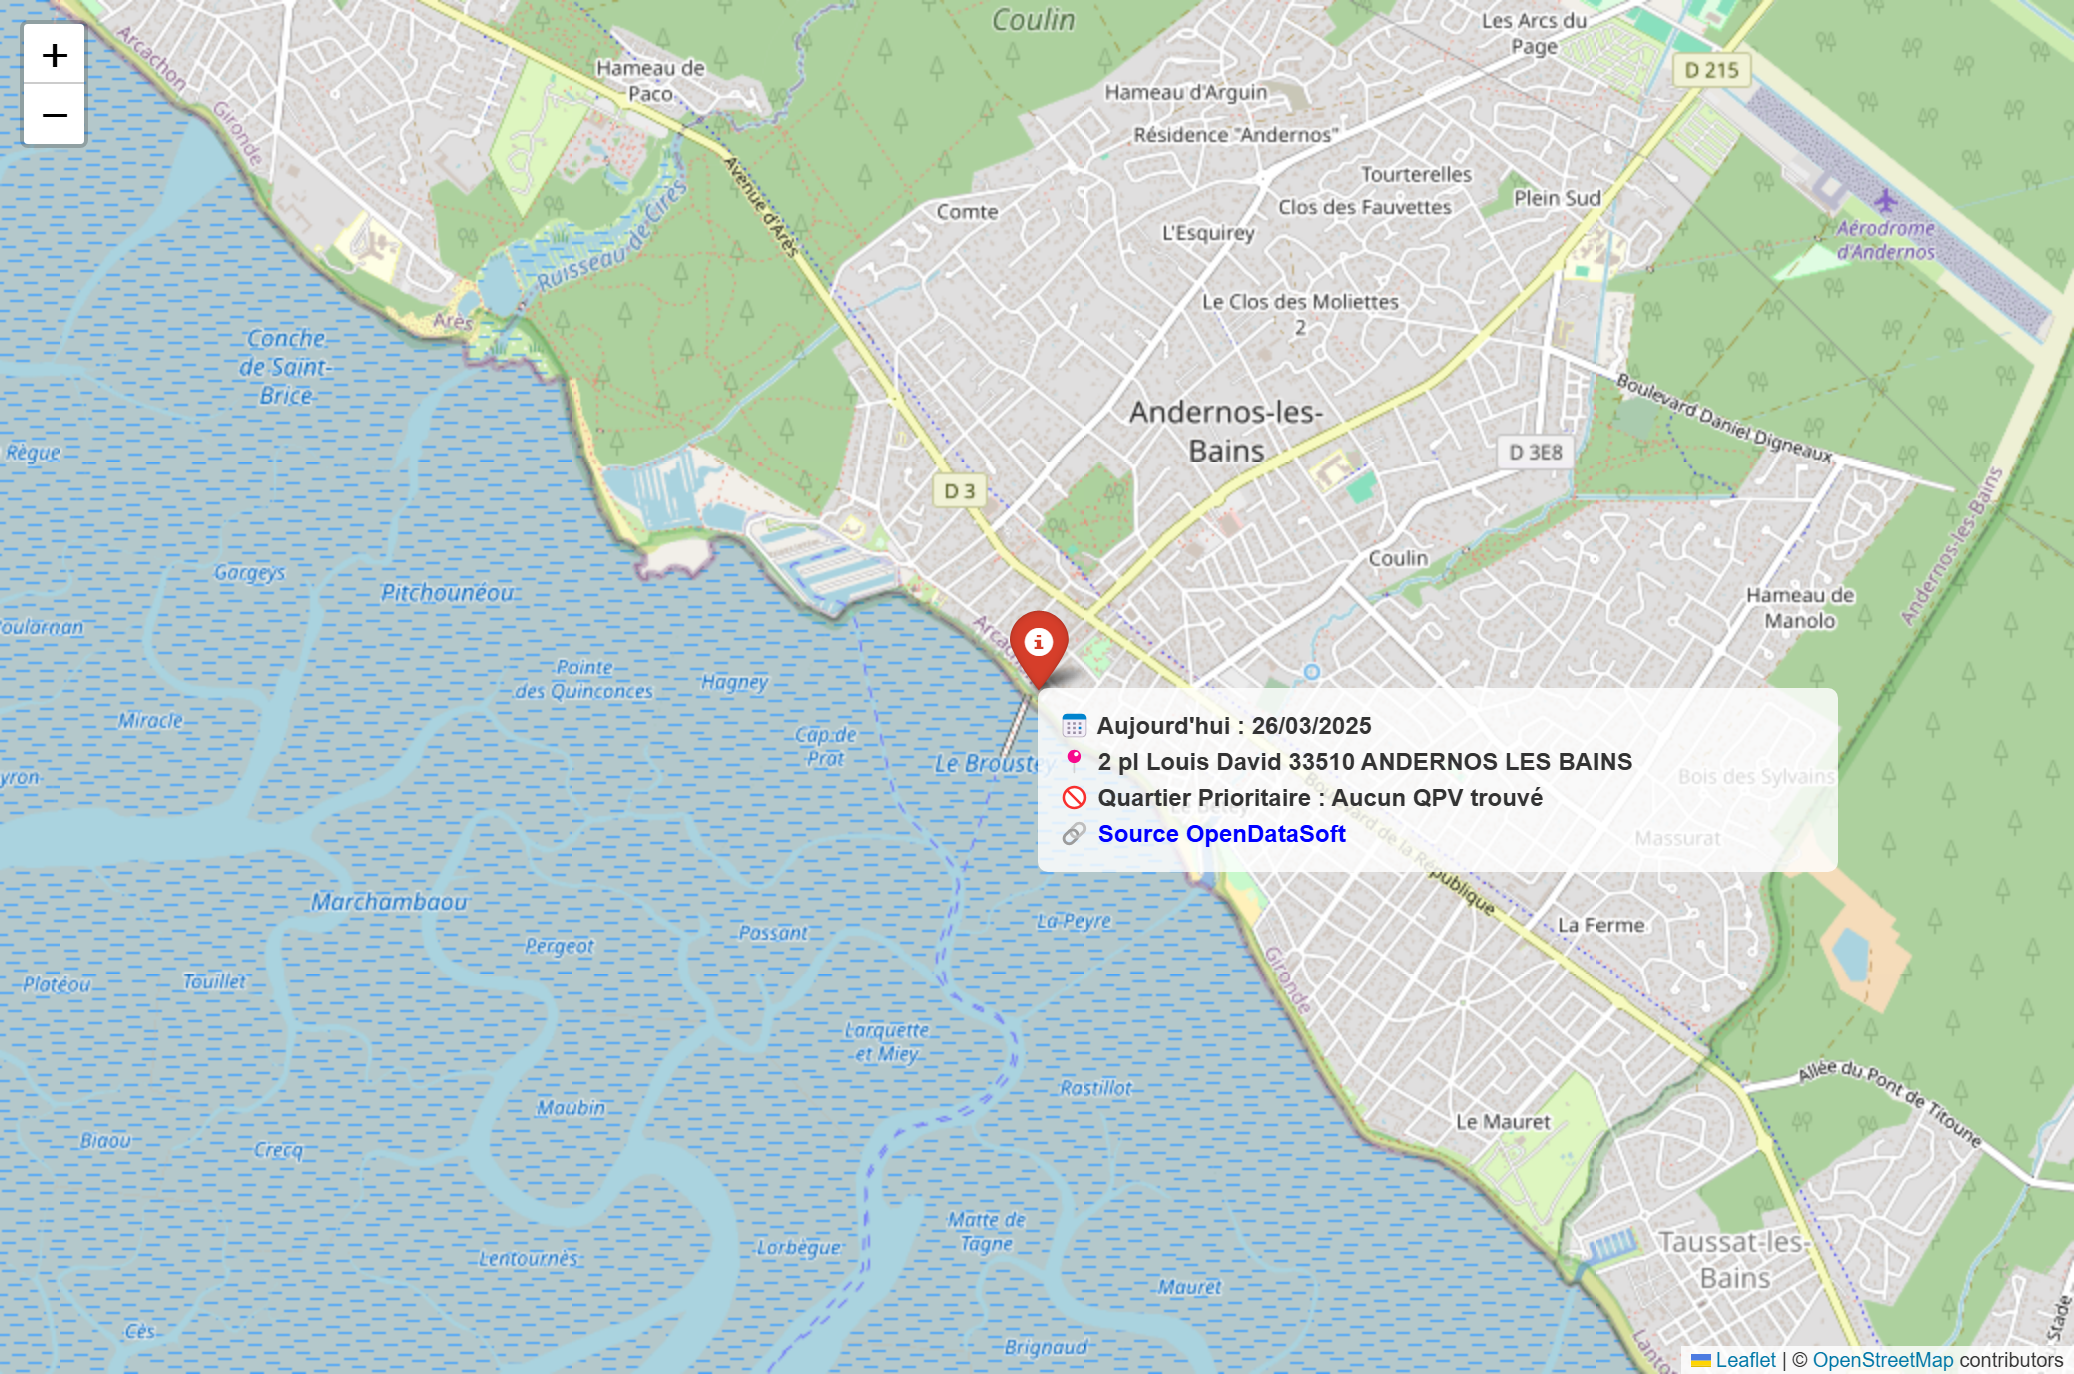 +
−
Coulin
Les Arcs du
Page
Hameau de
Paco
D 215
Hameau d'Arguin
Résidence "Andernos"
Arcachon
Gironde
Avenue d'Arès
Tourterelles
Plein Sud
Comte
Clos des Fauvettes
L'Esquirey
Ruisseau de Cirès
Aérodrome
d'Andernos
Le Clos des Moliettes
2
Arès
Conche
de Saint-
Brice
Andernos-les-
Bains
Boulevard Daniel Digneaux
Règue
D 3E8
D 3
Andernos-les-Bains
Coulin
Gargeys
Pitchounéou
Hameau de
Manolo
oularnan
Pointe
des Quinconces
Hagney
Miracle
Cap de
Prat
Le Broustey
yron
Aujourd'hui : 26/03/2025
2 pl Louis David 33510 ANDERNOS LES BAINS
Quartier Prioritaire : Aucun QPV trouvé
Source OpenDataSoft
Bois des Sylvains
Massurat
Boulevard de la République
Marchambaou
La Peyre
La Ferme
Passant
Pergeot
Gironde
Platéou
Touillet
Larquette
et Miey
Rastillot
Allée du Pont de Titoune
Maubin
Le Mauret
Biaou
Crecq
Matte de
Tagne
Lorbègue
Lentournès
Taussat-les-
Bains
Mauret
Cès
Brignaud
Stade
Lanto
Leaflet | © OpenStreetMap contributors